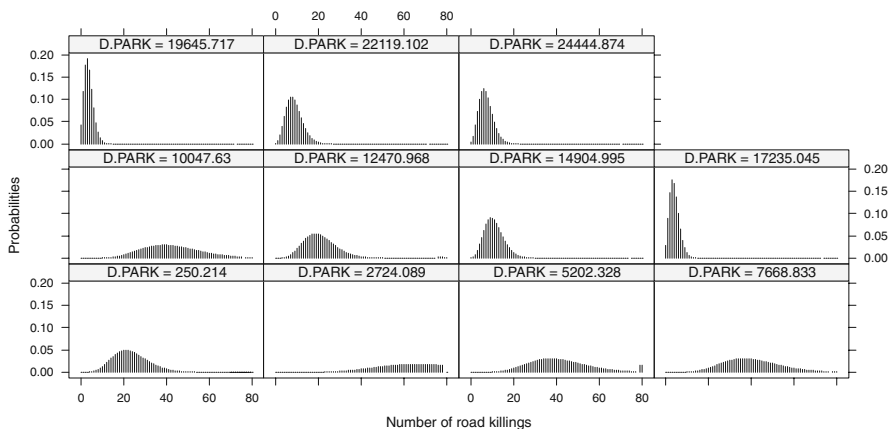 0 20 40 60 80
D.PARK = 19645.717 D.PARK = 22119.102 D.PARK = 24444.874
0.20
0.15
0.10
0.05
0.00
D.PARK = 10047.63 D.PARK = 12470.968 D.PARK = 14904.995 D.PARK = 17235.045
0.20
0.15
0.10
0.05
0.00
Probabilities
D.PARK = 250.214 D.PARK = 2724.089 D.PARK = 5202.328 D.PARK = 7668.833
0.20
0.15
0.10
0.05
0.00
0 20 40 60 80 0 20 40 60 80
Number of road killings